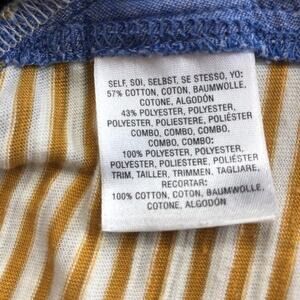 SELF, SOI, SELBST, SE STESSO, YO:
57% COTTON, COTON, BAUMWOLLE,
COTONE, ALGODÓN
43% POLYESTER, POLYESTER,
POLYESTER, POLIESTERE, POLIÉSTER
COMBO, COMBO, COMBO,
COMBO, COMBO:
100% POLYESTER, POLYESTER,
POLYESTER, POLIESTERE, POLIÉSTER
TRIM, TAILLER, TRIMMEN, TAGLIARE,
RECORTAR:
100% COTTON, COTON, BAUMWOLLE,
COTONE, ALGODÓN